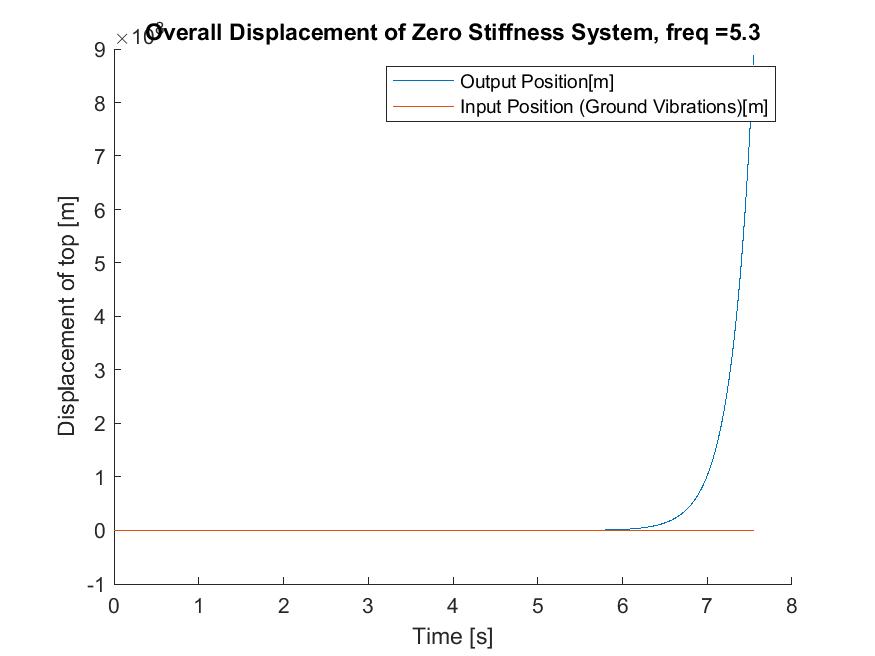 Overall Displacement of Zero Stiffness System, freq =5.3
×10
9
8
7
6
5
4
3
2
1
0
-1
Displacement of top [m]
Output Position[m]
Input Position (Ground Vibrations)[m]
0 1 2 3 4 5 6 7 8
Time [s]